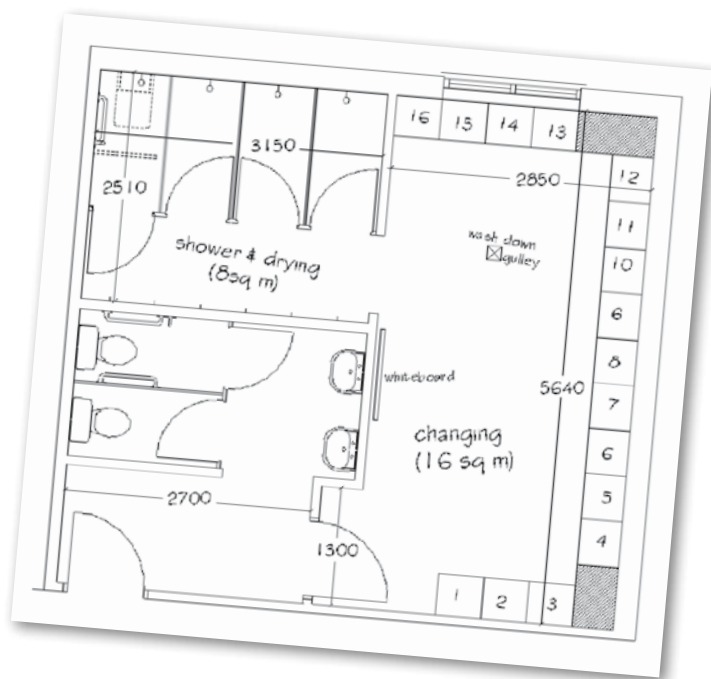 16 15 14 13
3150
2850
12
2510
11
wash down
gulley
shower & drying
(8sq m)
10
6
8
whiteboard
5640
7
changing
(16 sq m)
6
5
2700
4
1300
1 2 3